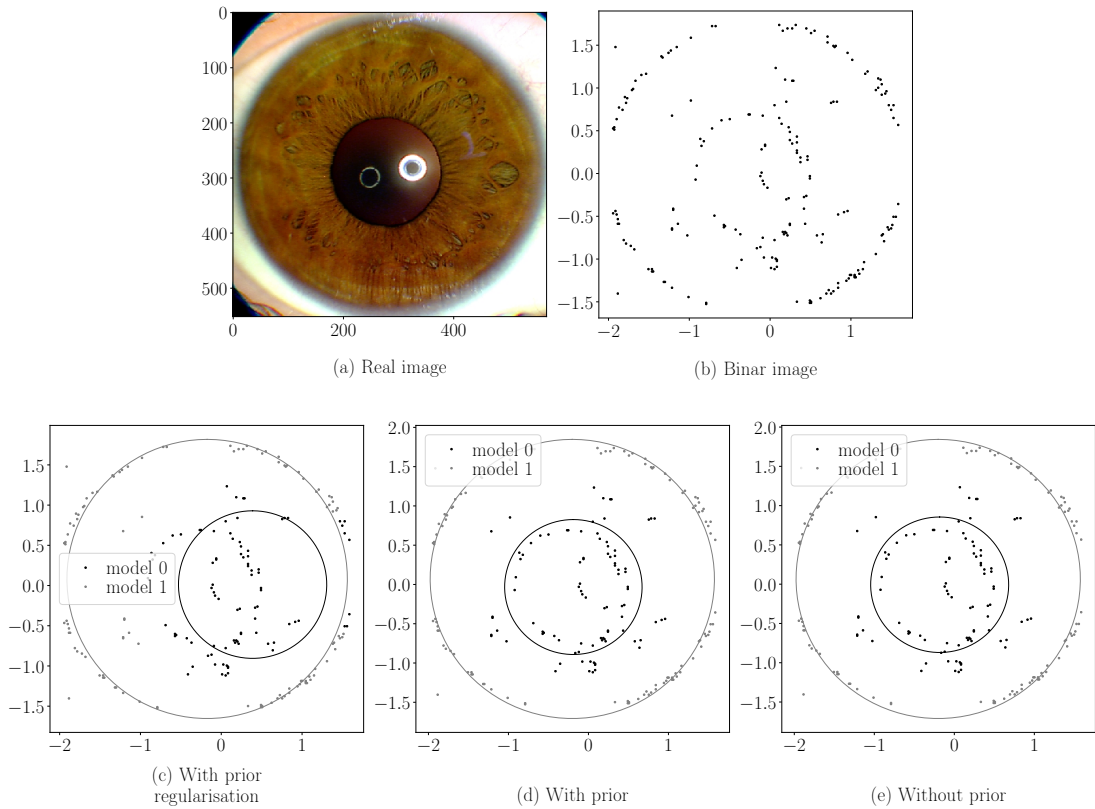 0
100
200
300
400
500
0 200 400
(a) Real image
1.5
1.0
0.5
0.0
−0.5
−1.0
−1.5
−2 −1 0 1
(b) Binar image
1.5
1.0
0.5
0.0
−0.5
−1.0
−1.5
model 0
model 1
−2 −1 0 1
(c) With prior
regularisation
2.0
1.5
1.0
0.5
0.0
−0.5
−1.0
−1.5
model 0
model 1
−2 −1 0 1
(d) With prior
2.0
1.5
1.0
0.5
0.0
−0.5
−1.0
−1.5
model 0
model 1
−2 −1 0 1
(e) Without prior